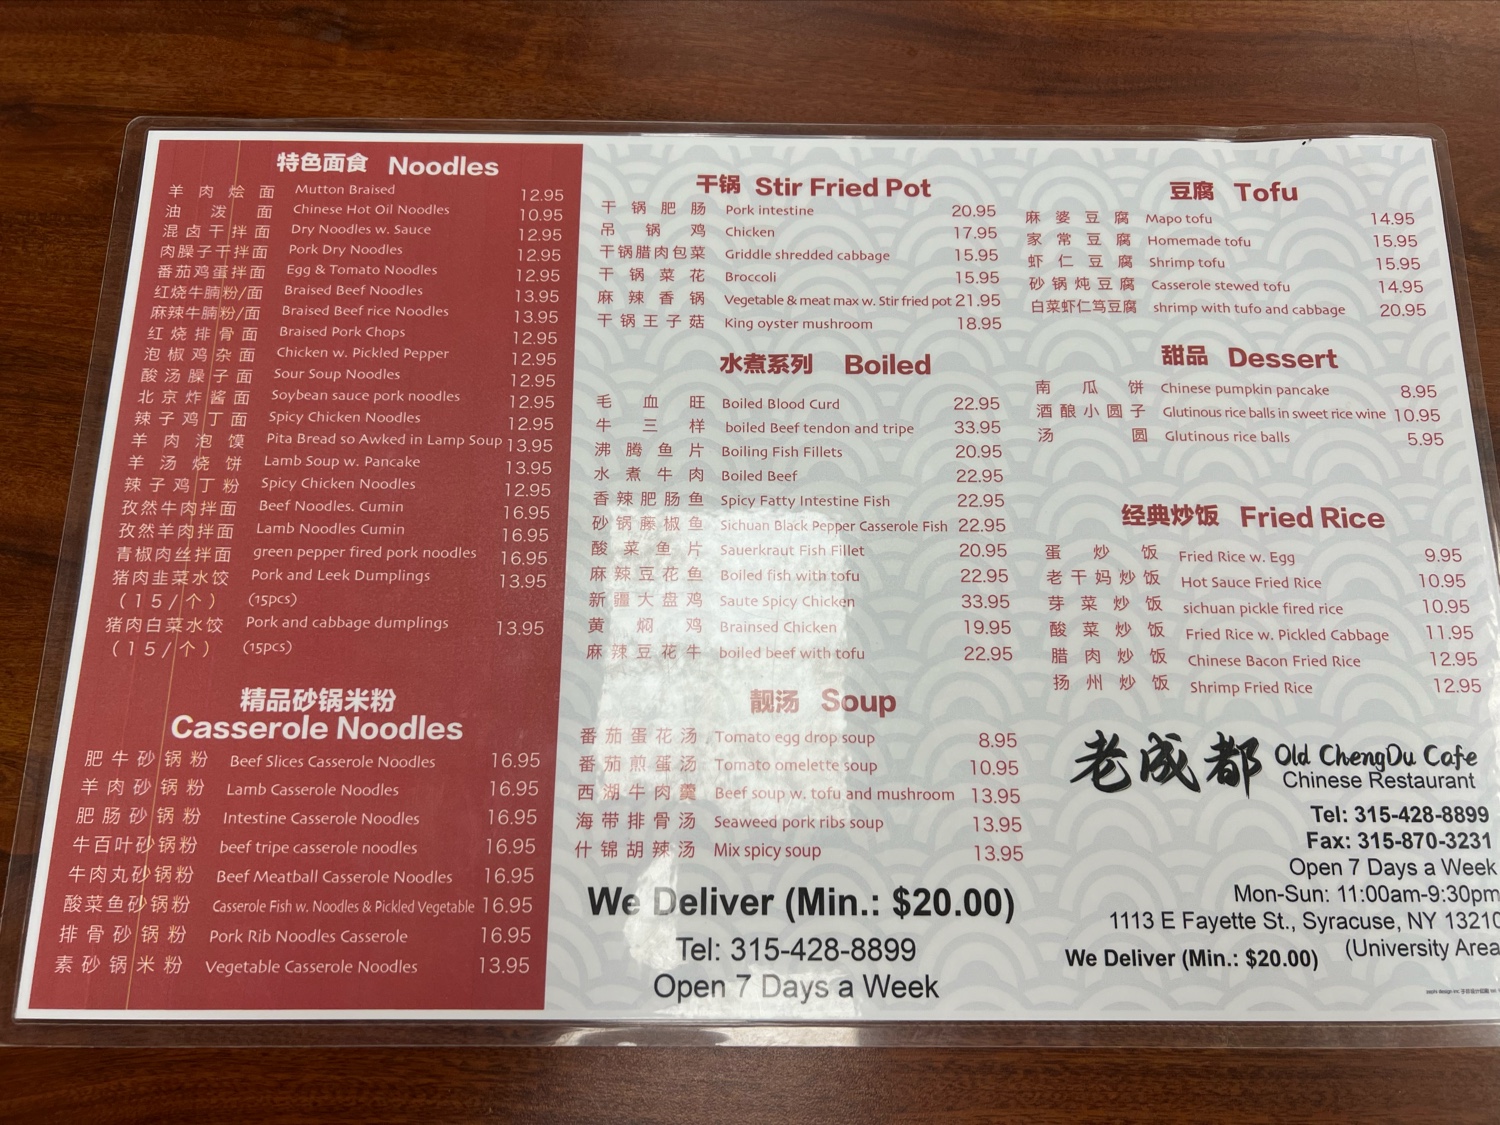 特色面食 Noodles
羊肉烩面 Mutton Braised 12.95
油泼面 Chinese Hot Oil Noodles 10.95
混卤干拌面 Dry Noodles w. Sauce 12.95
肉臊子干拌面 Pork Dry Noodles 12.95
番茄鸡蛋拌面 Egg & Tomato Noodles 12.95
红烧牛腩粉/面 Braised Beef Noodles 13.95
麻辣牛腩粉/面 Braised Beef rice Noodles 13.95
红烧排骨面 Braised Pork Chops 12.95
泡椒鸡杂面 Chicken w. Pickled Pepper 12.95
酸汤臊子面 Sour Soup Noodles 12.95
北京炸酱面 Soybean sauce pork noodles 12.95
辣子鸡丁面 Spicy Chicken Noodles 12.95
羊肉泡馍 Pita Bread so Awked in Lamp Soup 13.95
羊汤烧饼 Lamb Soup w. Pancake 13.95
辣子鸡丁粉 Spicy Chicken Noodles 12.95
孜然牛肉拌面 Beef Noodles. Cumin 16.95
孜然羊肉拌面 Lamb Noodles Cumin 16.95
青椒肉丝拌面 green pepper fired pork noodles 16.95
猪肉韭菜水饺 Pork and Leek Dumplings 13.95
(15/个) (15pcs)
猪肉白菜水饺 Pork and cabbage dumplings 13.95
(15/个) (15pcs)
精品砂锅米粉
Casserole Noodles
肥牛砂锅粉 Beef Slices Casserole Noodles 16.95
羊肉砂锅粉 Lamb Casserole Noodles 16.95
肥肠砂锅粉 Intestine Casserole Noodles 16.95
牛百叶砂锅粉 beef tripe casserole noodles 16.95
牛肉丸砂锅粉 Beef Meatball Casserole Noodles 16.95
酸菜鱼砂锅粉 Casserole Fish w. Noodles & Pickled Vegetable 16.95
排骨砂锅粉 Pork Rib Noodles Casserole 16.95
素砂锅米粉 Vegetable Casserole Noodles 13.95
干锅 Stir Fried Pot
干锅肥肠 Pork intestine 20.95
吊锅鸡 Chicken 17.95
干锅腊肉包菜 Griddle shredded cabbage 15.95
干锅菜花 Broccoli 15.95
麻辣香锅 Vegetable & meat max w. Stir fried pot 21.95
干锅王子菇 King oyster mushroom 18.95
水煮系列 Boiled
毛血旺 Boiled Blood Curd 22.95
牛三样 boiled Beef tendon and tripe 33.95
沸腾鱼片 Boiling Fish Fillets 20.95
水煮牛肉 Boiled Beef 22.95
香辣肥肠鱼 Spicy Fatty Intestine Fish 22.95
砂锅藤椒鱼 Sichuan Black Pepper Casserole Fish 22.95
酸菜鱼片 Sauerkraut Fish Fillet 20.95
麻辣豆花鱼 Boiled fish with tofu 22.95
新疆大盘鸡 Saute Spicy Chicken 33.95
黄焖鸡 Brainsed Chicken 19.95
麻辣豆花牛 boiled beef with tofu 22.95
靓汤 Soup
番茄蛋花汤 Tomato egg drop soup 8.95
番茄煎蛋汤 Tomato omelette soup 10.95
西湖牛肉羹 Beef soup w. tofu and mushroom 13.95
海带排骨汤 Seaweed pork ribs soup 13.95
什锦胡辣汤 Mix spicy soup 13.95
We Deliver (Min.: $20.00)
Tel: 315-428-8899
Open 7 Days a Week
豆腐 Tofu
麻婆豆腐 Mapo tofu 14.95
家常豆腐 Homemade tofu 15.95
虾仁豆腐 Shrimp tofu 15.95
砂锅炖豆腐 Casserole stewed tofu 14.95
白菜虾仁笃豆腐 shrimp with tufo and cabbage 20.95
甜品 Dessert
南瓜饼 Chinese pumpkin pancake 8.95
酒酿小圆子 Glutinous rice balls in sweet rice wine 10.95
汤圆 Glutinous rice balls 5.95
经典炒饭 Fried Rice
蛋炒饭 Fried Rice w. Egg 9.95
老干妈炒饭 Hot Sauce Fried Rice 10.95
芽菜炒饭 sichuan pickle fired rice 10.95
酸菜炒饭 Fried Rice w. Pickled Cabbage 11.95
腊肉炒饭 Chinese Bacon Fried Rice 12.95
扬州炒饭 Shrimp Fried Rice 12.95
老成都 Old ChengDu Cafe
Chinese Restaurant
Tel: 315-428-8899
Fax: 315-870-3231
Open 7 Days a Week
Mon-Sun: 11:00am-9:30pm
1113 E Fayette St., Syracuse, NY 13210
(University Area
We Deliver (Min.: $20.00)